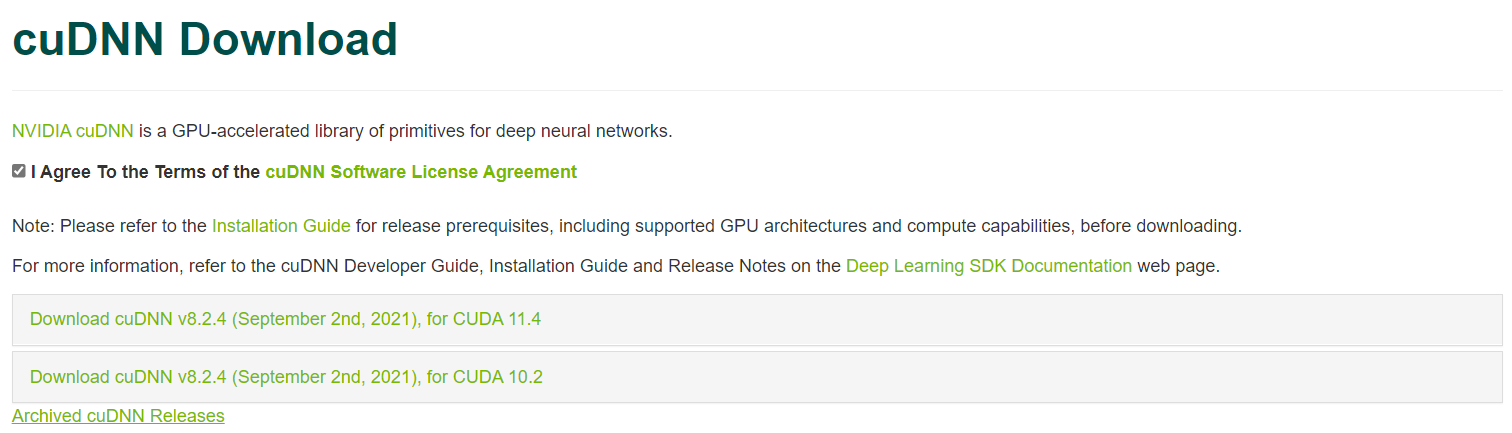 cuDNN Download
NVIDIA cuDNN is a GPU-accelerated library of primitives for deep neural networks.
I Agree To the Terms of the cuDNN Software License Agreement
Note: Please refer to the Installation Guide for release prerequisites, including supported GPU architectures and compute capabilities, before downloading.
For more information, refer to the cuDNN Developer Guide, Installation Guide and Release Notes on the Deep Learning SDK Documentation web page.
Download cuDNN v8.2.4 (September 2nd, 2021), for CUDA 11.4
Download cuDNN v8.2.4 (September 2nd, 2021), for CUDA 10.2
Archived cuDNN Releases